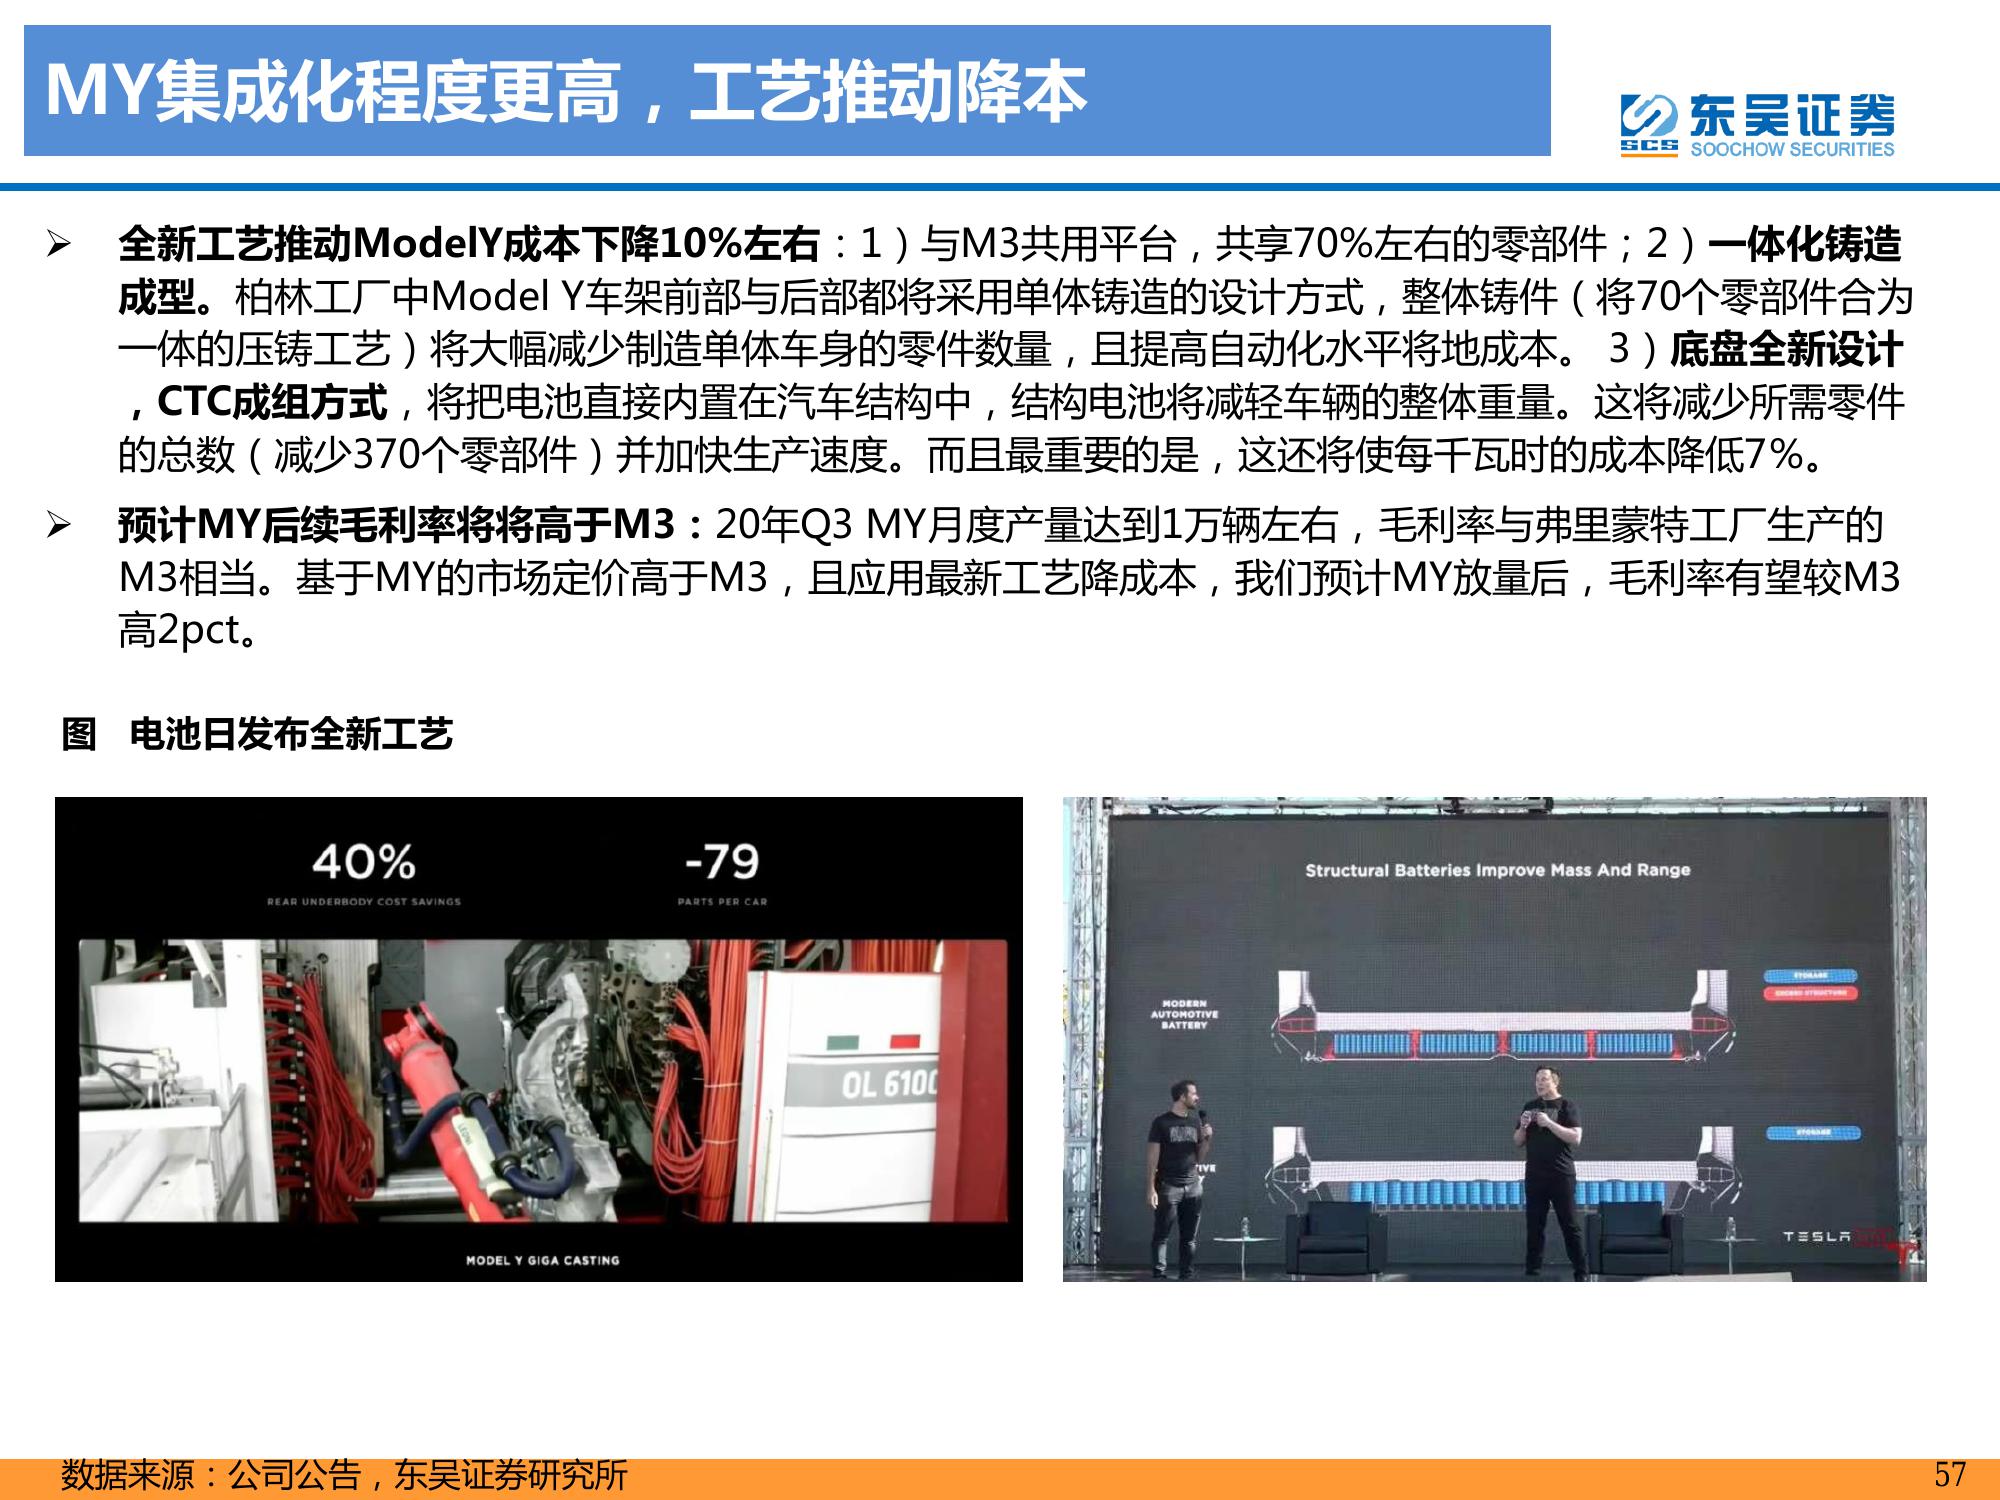 MY集成化程度更高，工艺推动降本
东吴证券
SCS
SOOCHOW SECURITIES
➢ 全新工艺推动ModelY成本下降10%左右：1）与M3共用平台，共享70%左右的零部件；2）一体化铸造
成型。柏林工厂中Model Y车架前部与后部都将采用单体铸造的设计方式，整体铸件（将70个零部件合为
一体的压铸工艺）将大幅减少制造单体车身的零件数量，且提高自动化水平将地成本。 3）底盘全新设计
，CTC成组方式，将把电池直接内置在汽车结构中，结构电池将减轻车辆的整体重量。这将减少所需零件
的总数（减少370个零部件）并加快生产速度。而且最重要的是，这还将使每千瓦时的成本降低7%。
➢ 预计MY后续毛利率将将高于M3：20年Q3 MY月度产量达到1万辆左右，毛利率与弗里蒙特工厂生产的
M3相当。基于MY的市场定价高于M3，且应用最新工艺降成本，我们预计MY放量后，毛利率有望较M3
高2pct。
图 电池日发布全新工艺
40%
REAR UNDERBODY COST SAVINGS
-79
PARTS PER CAR
OL 6100
MODEL Y GIGA CASTING
Structural Batteries Improve Mass And Range
STORAGE
EXCESS STRUCTURE
MODERN
AUTOMOTIVE
BATTERY
STORAGE
TESLA
数据来源：公司公告，东吴证券研究所
57